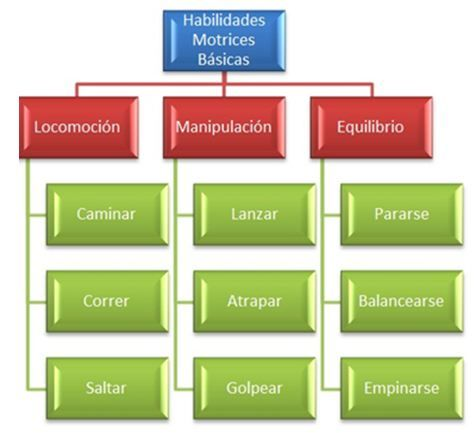 Habilidades
Motrices
Básicas
Locomoción
Manipulación
Equilibrio
Caminar
Lanzar
Pararse
Correr
Atrapar
Balancearse
Saltar
Golpear
Empinarse